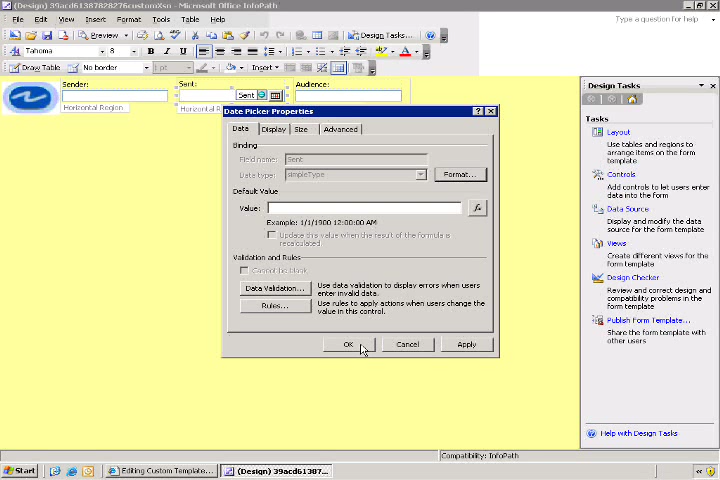 (Design) 39acd61387828276customXsn - Microsoft Office InfoPath
File Edit View Insert Format Tools Table Help
Type a question for help
Preview
Design Tasks...
Tahoma 8 B I U
Draw Table No border 1 pt Insert
Sender: Sent: Audience:
Sent
Horizontal Region Horizontal R
Date Picker Properties
Data Display Size Advanced
Binding
Field name: Sent
Data type: simpleType Format...
Default Value
Value: fx
Example: 1/1/1900 12:00:00 AM
Update this value when the result of the formula is
recalculated
Validation and Rules
Cannot be blank
Data Validation... Use data validation to display errors when users
enter invalid data.
Rules... Use rules to apply actions when users change the
value in this control.
OK Cancel Apply
Design Tasks
Tasks
Layout
Use tables and regions to
arrange items on the form
template
Controls
Add controls to let users enter
data into the form
Data Source
Display and modify the data
source for the form template
Views
Create different views for the
form template
Design Checker
Review and correct design and
compatibility problems in the
form template
Publish Form Template...
Share the form template with
other users
Help with Design Tasks
Compatibility: InfoPath
Start Editing Custom Template... (Design) 39acd61387...